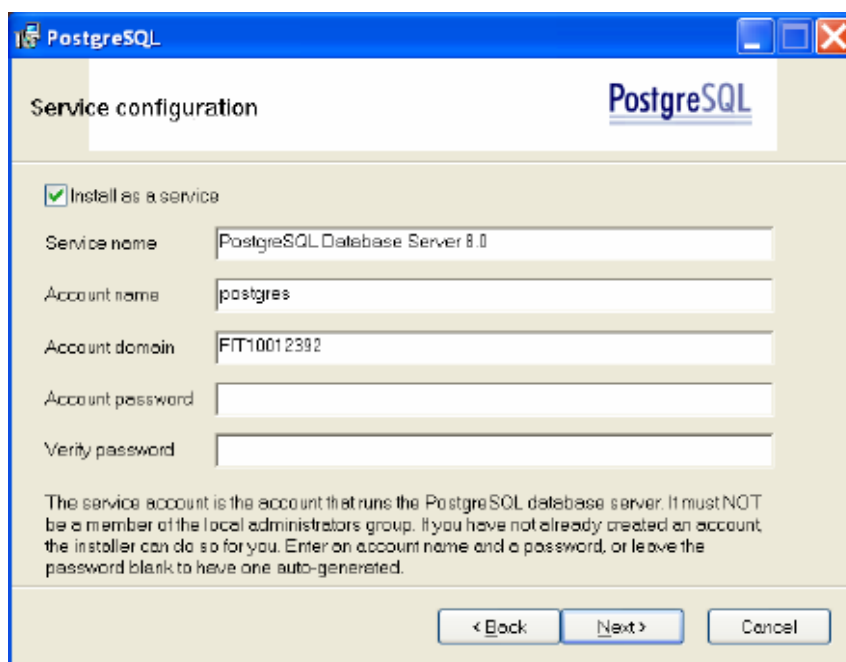 PostgreSQL
Service configuration
PostgreSQL
Install as a service
Service name PostgreSQL Database Server 8.0
Account name postgres
Account domain FIT10012392
Account password
Verify password
The service account is the account that runs the PostgreSQL database server. It must NOT
be a member of the local administrators group. If you have not already created an account,
the installer can do so for you. Enter an account name and a password, or leave the
password blank to have one auto-generated.
< Back
Next >
Cancel